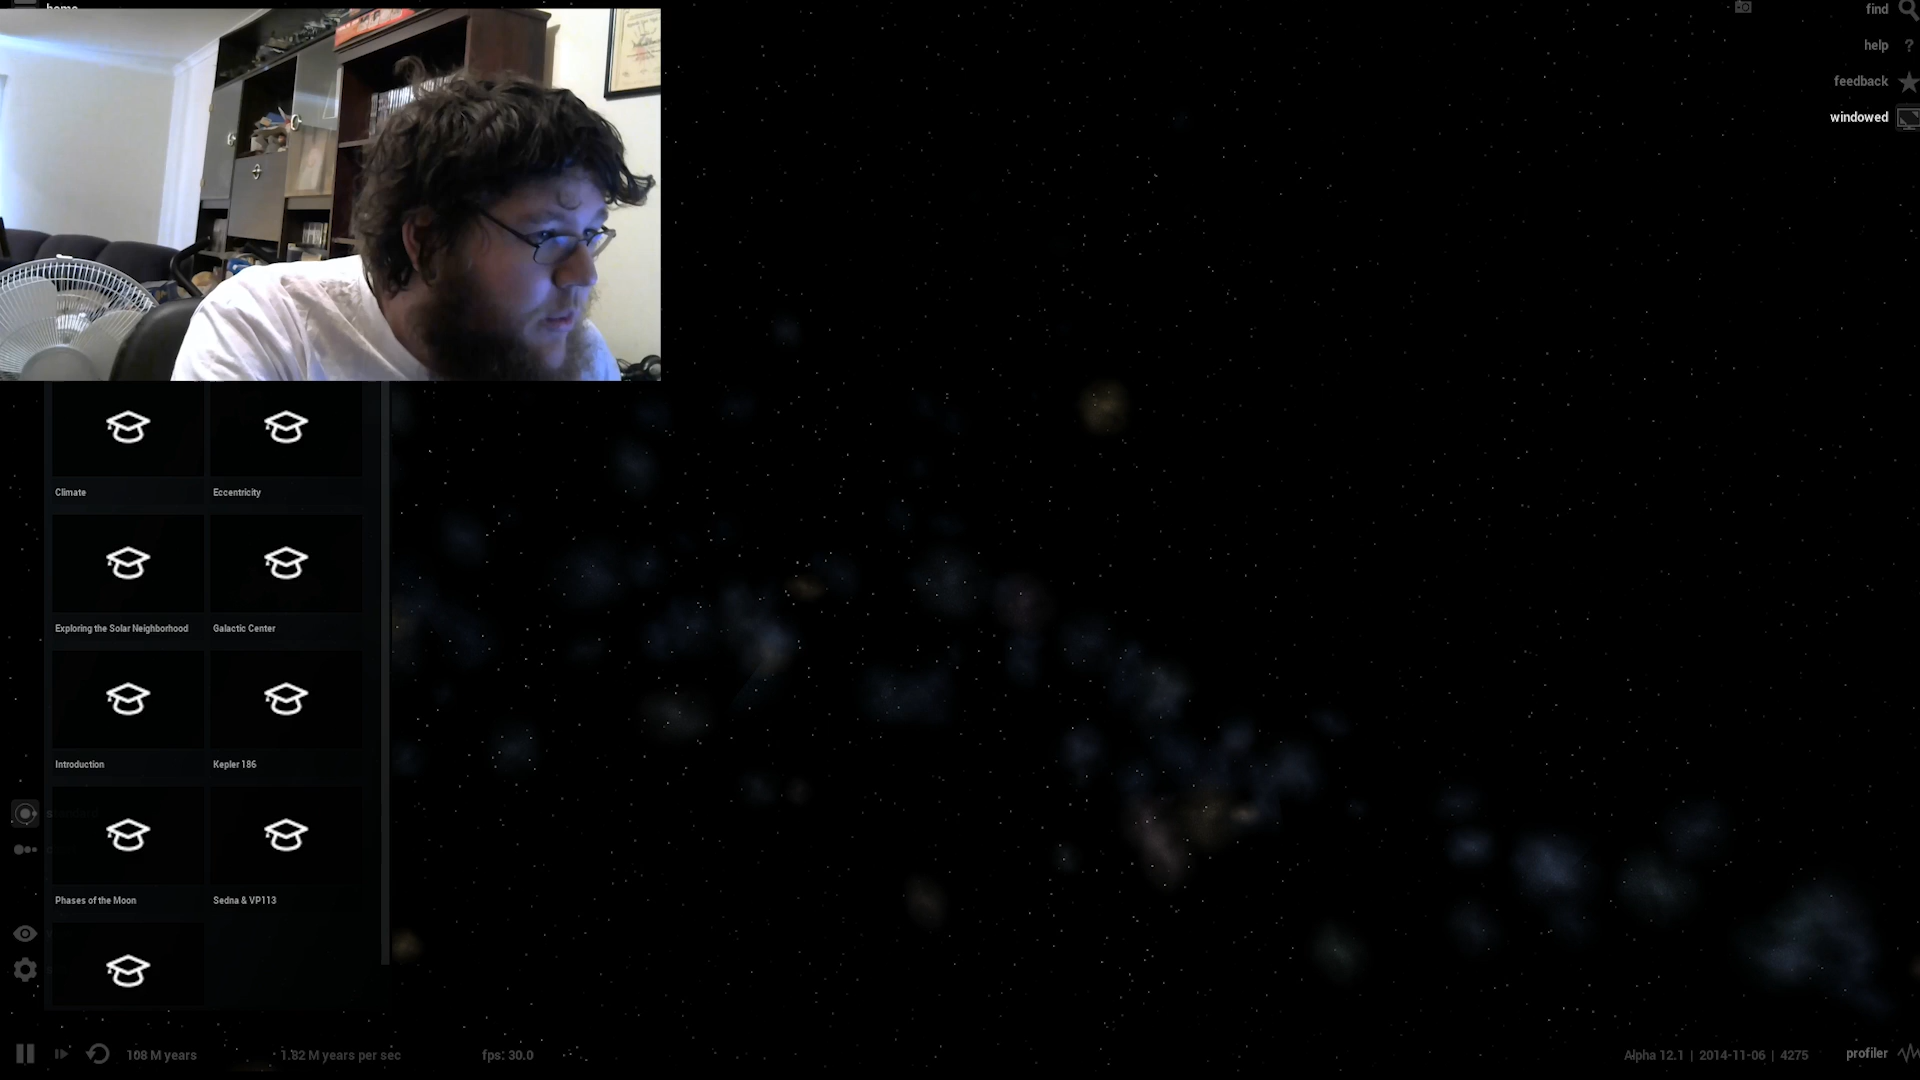 home
find
help ?
feedback
windowed
Climate
Eccentricity
Exploring the Solar Neighborhood
Galactic Center
Introduction
Kepler 186
Phases of the Moon
Sedna & VP113
108 M years
1.82 M years per sec
fps: 30.0
Alpha 12.1 | 2014-11-06 | 4275
profiler